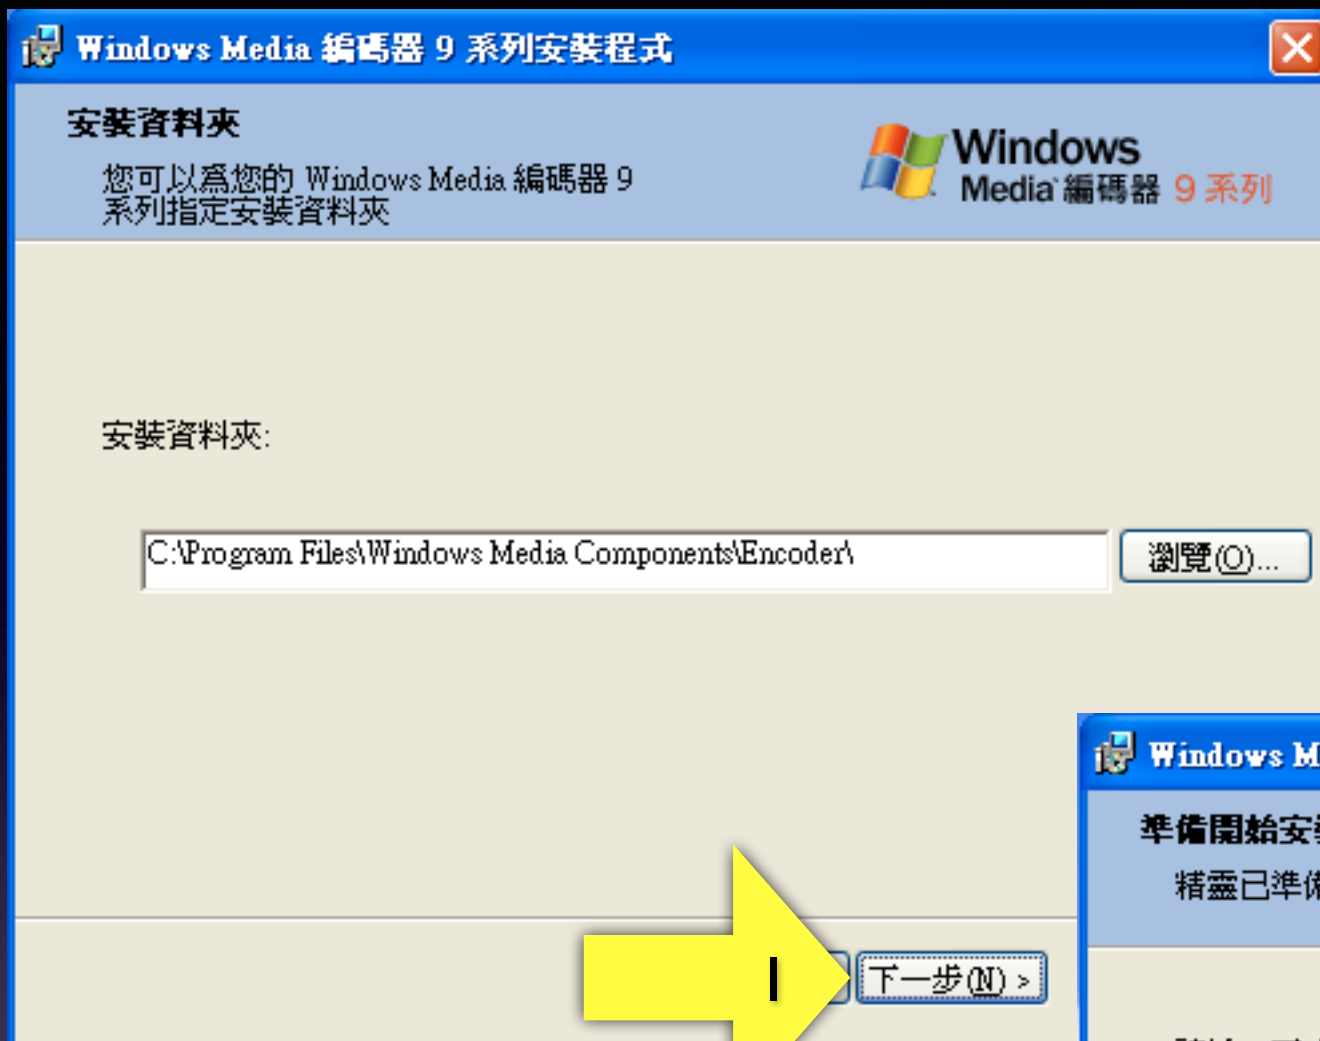 Windows Media 編碼器 9 系列安裝程式
安裝資料夾
您可以為您的 Windows Media 編碼器 9
系列指定安裝資料夾
Windows
Media 編碼器 9 系列
安裝資料夾:
C:\Program Files\Windows Media Components\Encoder\
瀏覽(O)...
Windows M
準備開始安
精靈已準
1
下一步(N) >